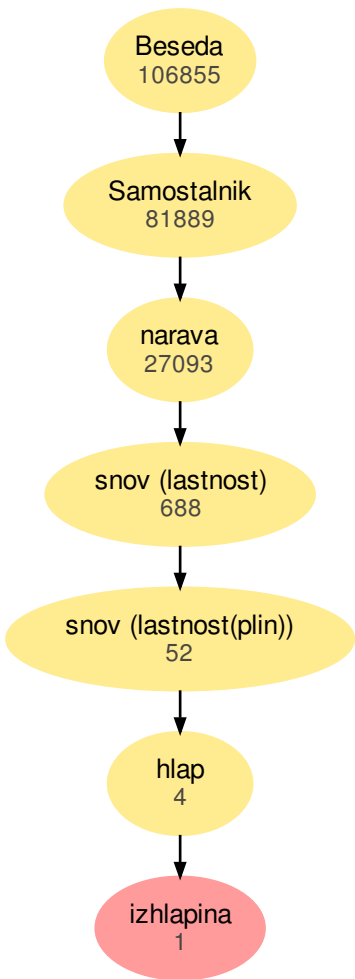 Beseda
106855
Samostalnik
81889
narava
27093
snov (lastnost)
688
snov (lastnost(plin))
52
hlap
4
izhlapina
1